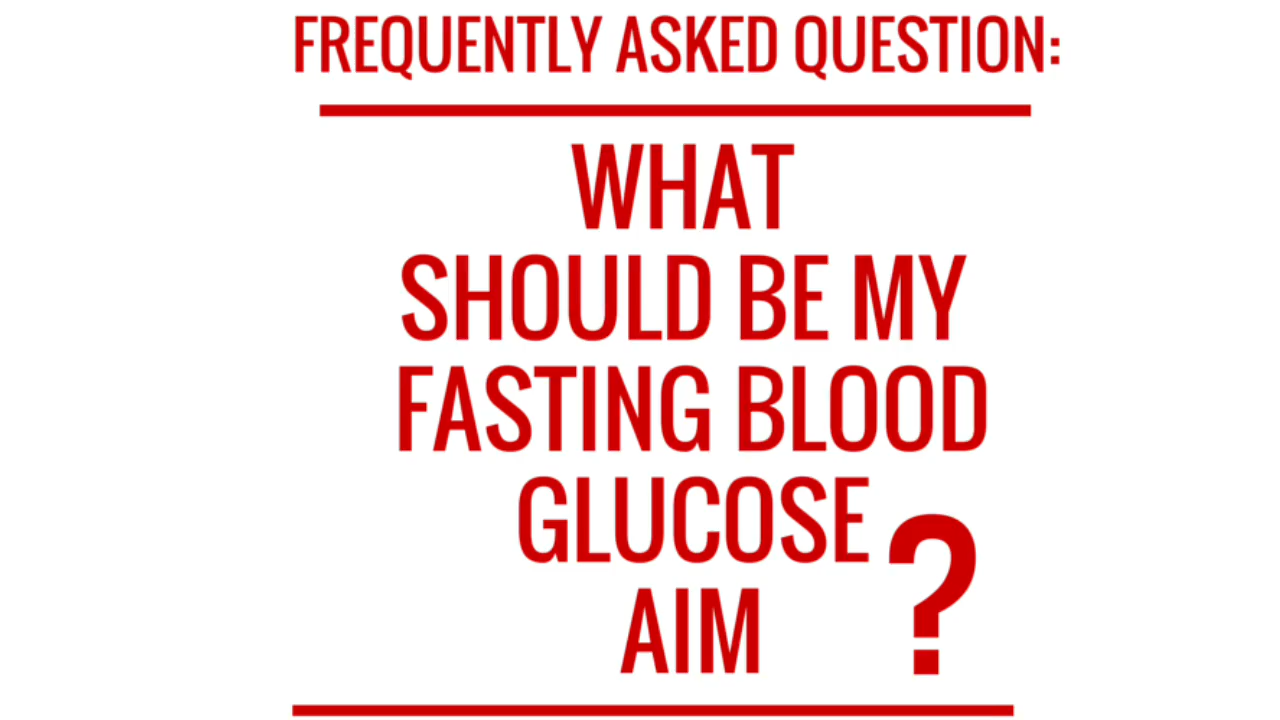 FREQUENTLY ASKED QUESTION:
WHAT
SHOULD BE MY
FASTING BLOOD
GLUCOSE
AIM ?